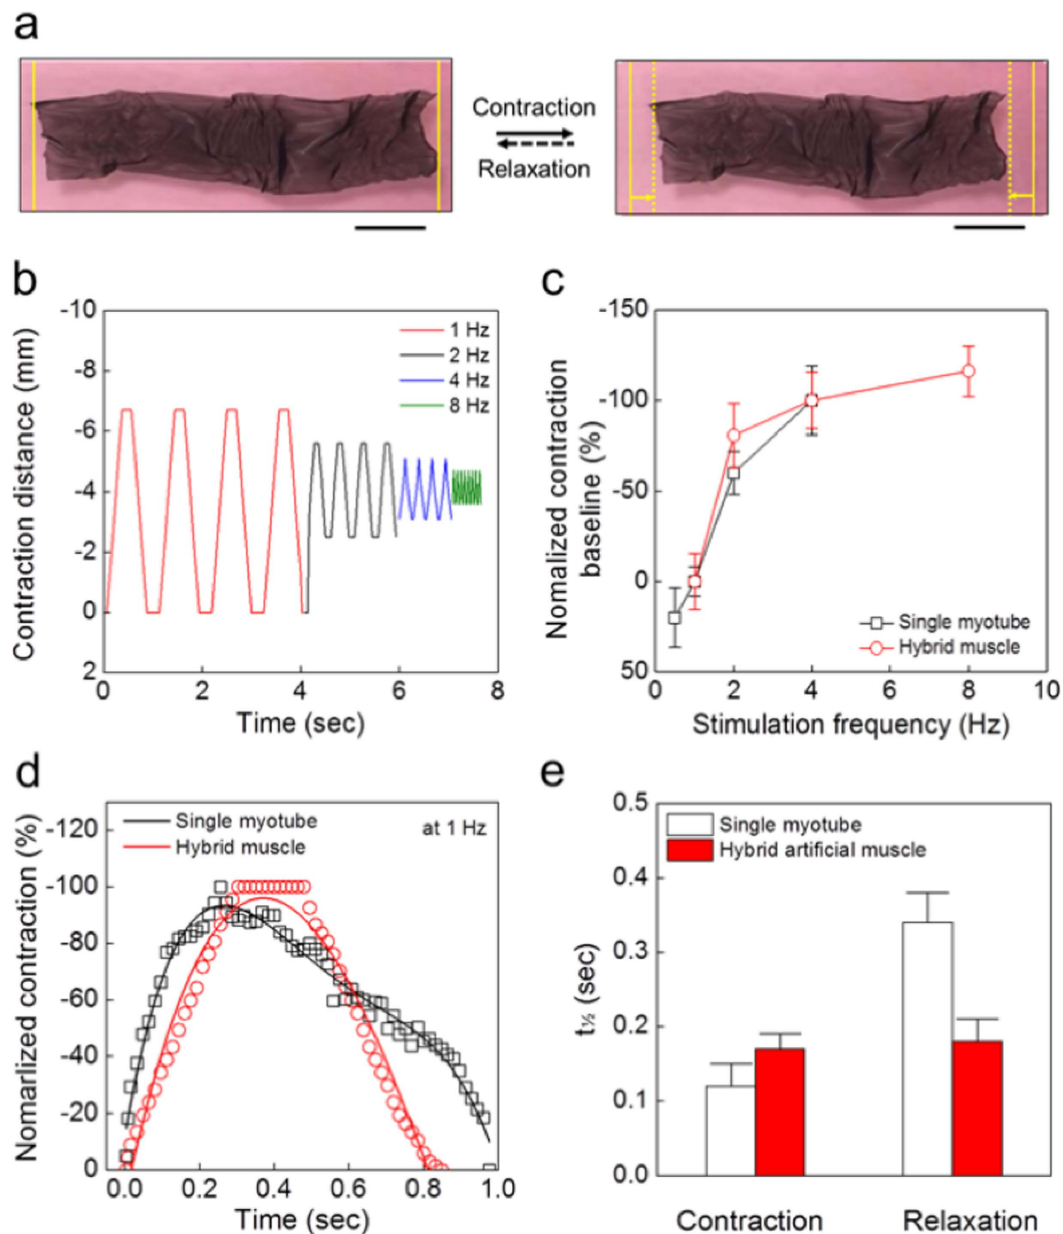 a
Contraction
Relaxation
b
-10
-8
-6
-4
-2
0
2
0
2
4
6
8
Contraction distance (mm)
Time (sec)
1 Hz
2 Hz
4 Hz
8 Hz
c
-150
-100
-50
0
50
0
2
4
6
8
10
Nomalized contraction
baseline (%)
Stimulation frequency (Hz)
Single myotube
Hybrid muscle
d
-120
-100
-80
-60
-40
-20
0
0.0
0.2
0.4
0.6
0.8
1.0
Nomarlized contraction (%)
Time (sec)
Single myotube
Hybrid muscle
at 1 Hz
e
0.5
0.4
0.3
0.2
0.1
0.0
t½ (sec)
Single myotube
Hybrid artificial muscle
Contraction
Relaxation